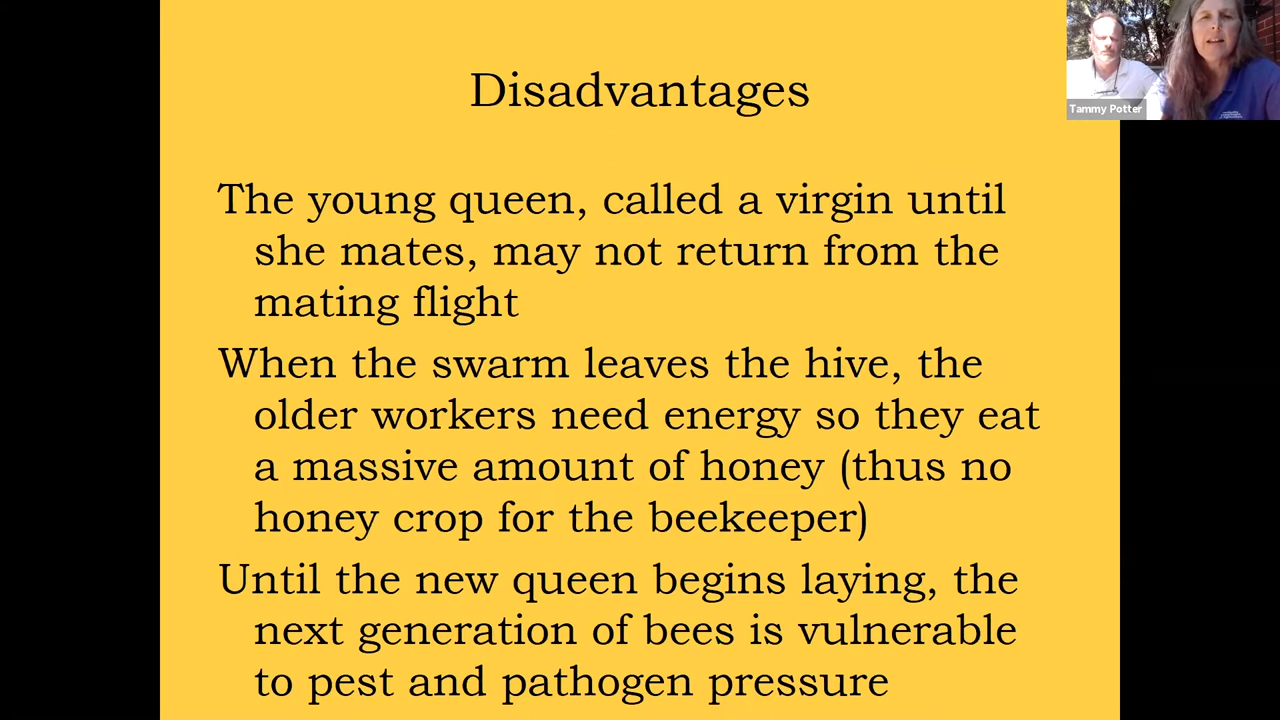 Disadvantages
The young queen, called a virgin until
she mates, may not return from the
mating flight
When the swarm leaves the hive, the
older workers need energy so they eat
a massive amount of honey (thus no
honey crop for the beekeeper)
Until the new queen begins laying, the
next generation of bees is vulnerable
to pest and pathogen pressure
Tammy Potter